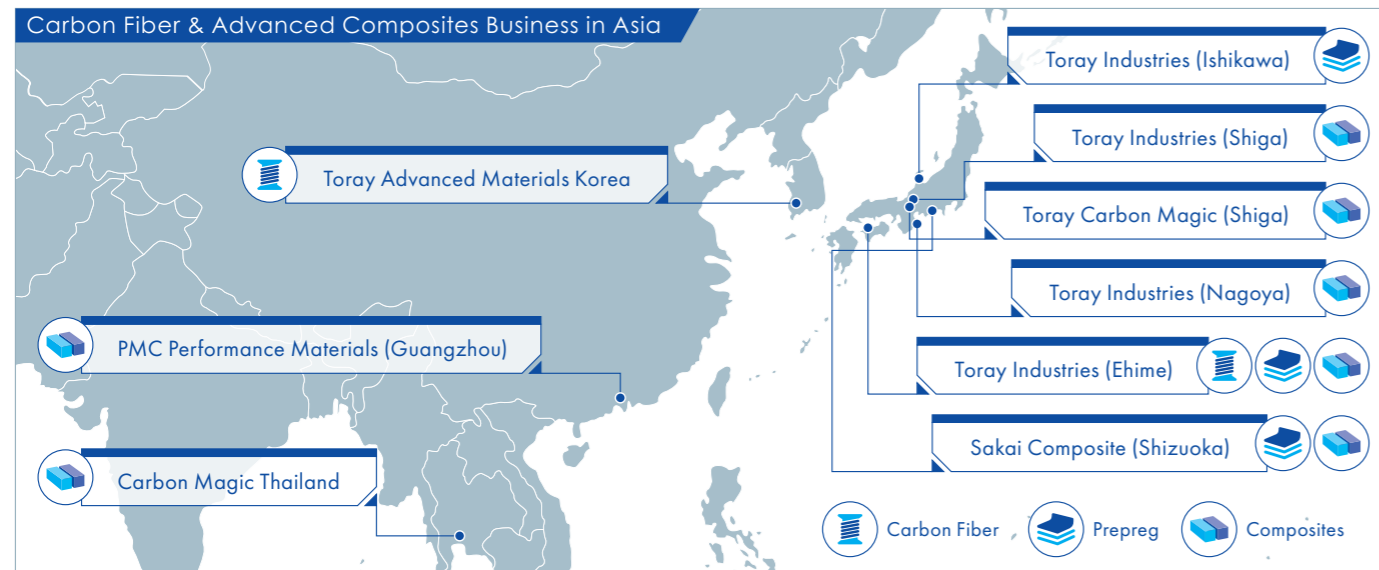 Carbon Fiber & Advanced Composites Business in Asia
Toray Industries (Ishikawa)
Toray Industries (Shiga)
Toray Advanced Materials Korea
Toray Carbon Magic (Shiga)
Toray Industries (Nagoya)
PMC Performance Materials (Guangzhou)
Toray Industries (Ehime)
Sakai Composite (Shizuoka)
Carbon Magic Thailand
Carbon Fiber
Prepreg
Composites